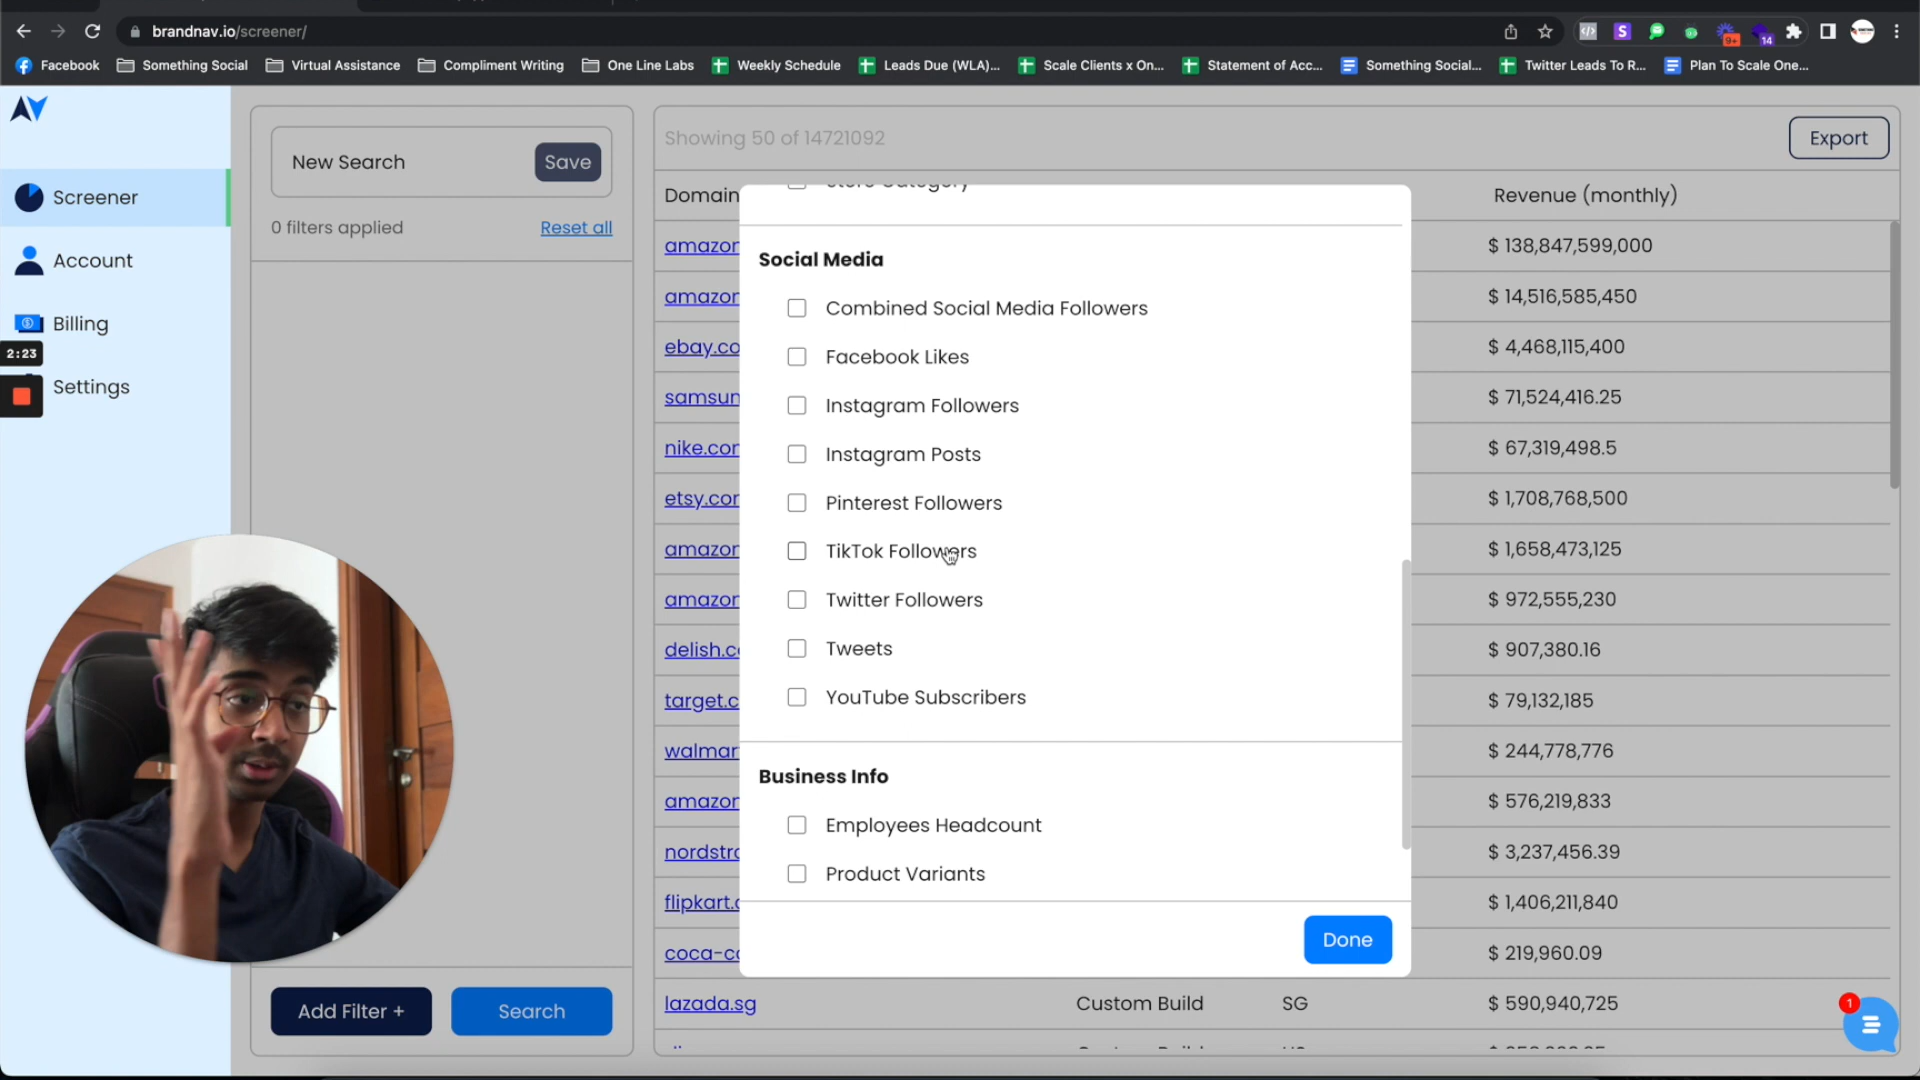 brandnav.io/screener/
9+
14
Facebook
Something Social
Virtual Assistance
Compliment Writing
One Line Labs
Weekly Schedule
Leads Due (WLA)...
Scale Clients x On...
Statement of Acc...
Something Social...
Twitter Leads To R...
Plan To Scale One...
Screener
Account
Billing
2:23
Settings
New Search
Save
0 filters applied
Reset all
Add Filter +
Search
Showing 50 of 14721092
Export
Domain
Revenue (monthly)
amazon
$ 138,847,599,000
amazon
$ 14,516,585,450
ebay.co
$ 4,468,115,400
samsun
$ 71,524,416.25
nike.com
$ 67,319,498.5
etsy.com
$ 1,708,768,500
amazon
$ 1,658,473,125
amazon
$ 972,555,230
delish.c
$ 907,380.16
target.c
$ 79,132,185
walmar
$ 244,778,776
amazon
$ 576,219,833
nordstr
$ 3,237,456.39
flipkart.
$ 1,406,211,840
coca-c
$ 219,960.09
lazada.sg
Custom Build
SG
$ 590,940,725
Store Category
Social Media
Combined Social Media Followers
Facebook Likes
Instagram Followers
Instagram Posts
Pinterest Followers
TikTok Followers
Twitter Followers
Tweets
YouTube Subscribers
Business Info
Employees Headcount
Product Variants
Done
1